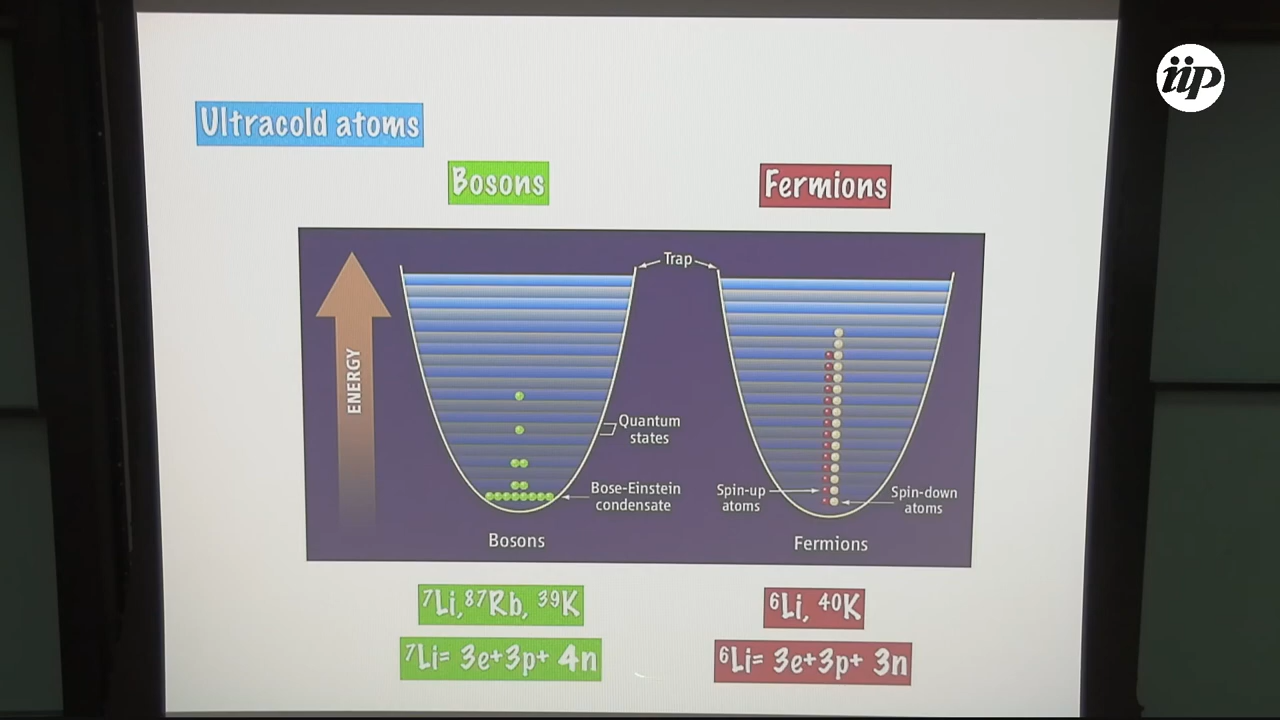 iip
Ultracold atoms
Bosons
Fermions
Trap
ENERGY
Quantum
states
Bose-Einstein
condensate
Spin-up
atoms
Spin-down
atoms
Bosons
Fermions
⁷Li,⁸⁷Rb, ³⁹K
⁶Li, ⁴⁰K
⁷Li= 3e+3p+ 4n
⁶Li= 3e+3p+ 3n